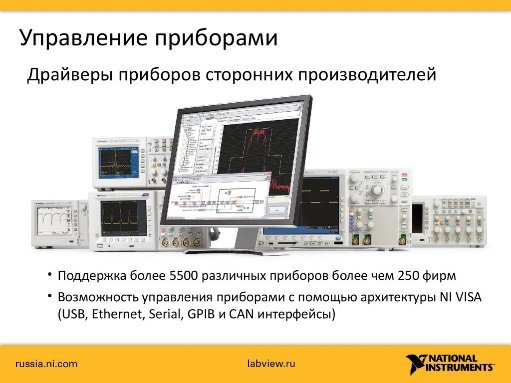 Управление приборами
Драйверы приборов сторонних производителей
• Поддержка более 5500 различных приборов более чем 250 фирм
• Возможность управления приборами с помощью архитектуры NI VISA
(USB, Ethernet, Serial, GPIB и CAN интерфейсы)
russia.ni.com
labview.ru
NATIONAL
INSTRUMENTS